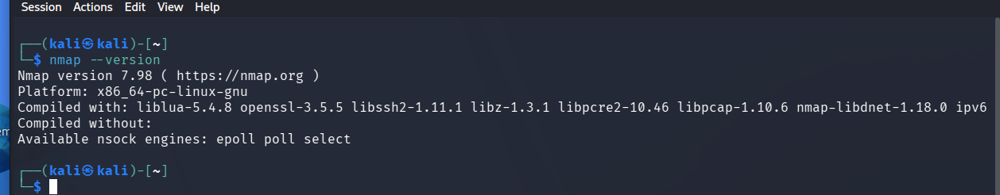 Session Actions Edit View Help
┌──(kali㉿kali)-[~]
└─$ nmap --version
Nmap version 7.98 ( https://nmap.org )
Platform: x86_64-pc-linux-gnu
Compiled with: liblua-5.4.8 openssl-3.5.5 libssh2-1.11.1 libz-1.3.1 libpcre2-10.46 libpcap-1.10.6 nmap-libdnet-1.18.0 ipv6
Compiled without:
Available nsock engines: epoll poll select
┌──(kali㉿kali)-[~]
└─$